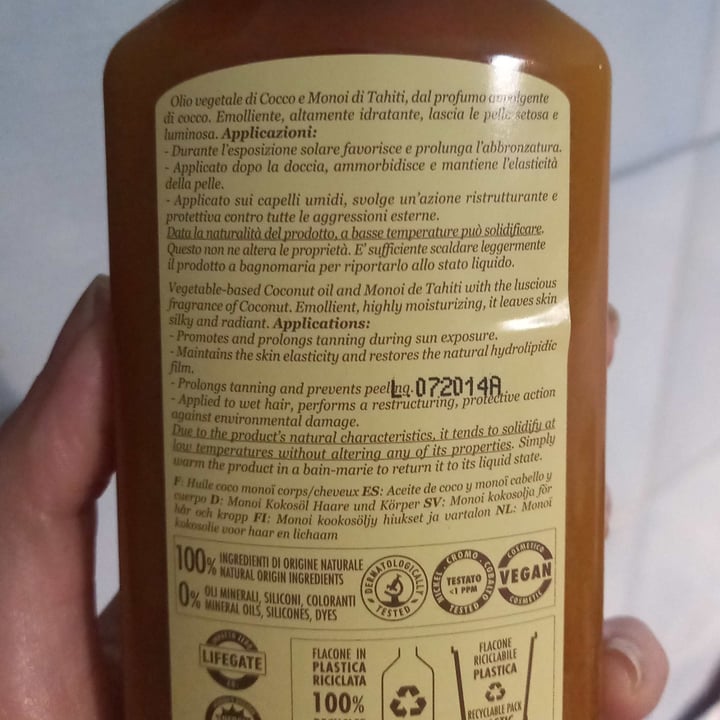 Olio vegetale di Cocco e Monoi di Tahiti, dal profumo avvolgente
di cocco. Emolliente, altamente idratante, lascia le pelle setosa e
luminosa. Applicazioni:
- Durante l'esposizione solare favorisce e prolunga l'abbronzatura.
- Applicato dopo la doccia, ammorbidisce e mantiene l'elasticità
della pelle.
- Applicato sui capelli umidi, svolge un'azione ristrutturante e
protettiva contro tutte le aggressioni esterne.
Data la naturalità del prodotto, a basse temperature può solidificare.
Questo non ne altera le proprietà. E' sufficiente scaldare leggermente
il prodotto a bagnomaria per riportarlo allo stato liquido.
Vegetable-based Coconut oil and Monoi de Tahiti with the luscious
fragrance of Coconut. Emollient, highly moisturizing, it leaves skin
silky and radiant. Applications:
- Promotes and prolongs tanning during sun exposure.
- Maintains the skin elasticity and restores the natural hydrolipidic
film.
- Prolongs tanning and prevents peeling.
L.072014A
- Applied to wet hair, performs a restructuring, protective action
against environmental damage.
Due to the product's natural characteristics, it tends to solidify at
low temperatures without altering any of its properties. Simply
warm the product in a bain-marie to return it to its liquid state.
F: Huile coco monoï corps/cheveux ES: Aceite de coco y monoï cabello y
cuerpo D: Monoi Kokosöl Haare und Körper SV: Monoi kokosolja för
hår och kropp FI: Monoi kookosöljy hiukset ja vartalon NL: Monoï
kokosolie voor haar en lichaam
100% INGREDIENTI DI ORIGINE NATURALE
NATURAL ORIGIN INGREDIENTS
0% OLI MINERALI, SILICONI, COLORANTI
MINERAL OILS, SILICONES, DYES
DERMATOLOGICALLY
TESTED
NICKEL - CROMO - COBALTO
TESTATO
<1 PPM
TESTED
COSMETICO
VEGAN
COSMETIC
LIFEGATE
FLACONE IN
PLASTICA
RICICLATA
100%
FLACONE
RICICLABILE
PLASTICA
RECYCLABLE PACK